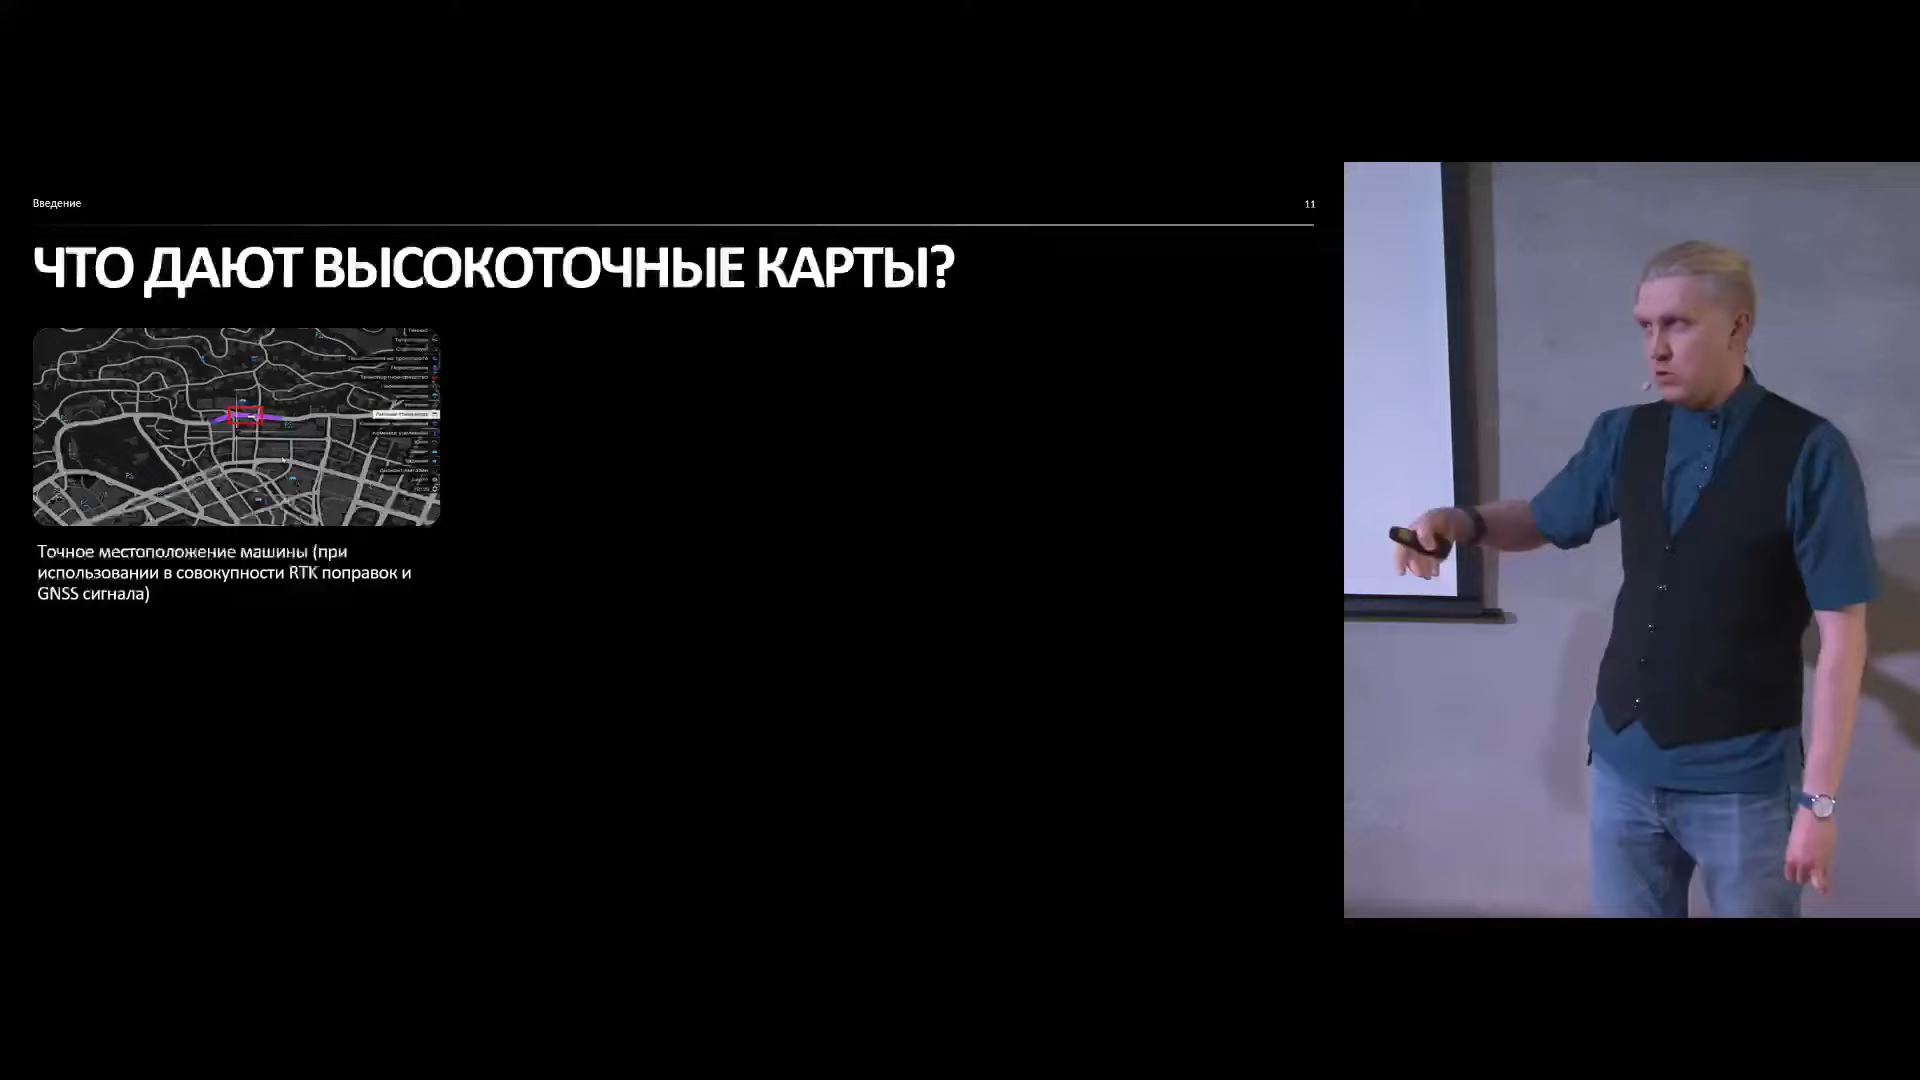 Введение
11
ЧТО ДАЮТ ВЫСОКОТОЧНЫЕ КАРТЫ?
Точное местоположение машины (при
использовании в совокупности RTK поправок и
GNSS сигнала)